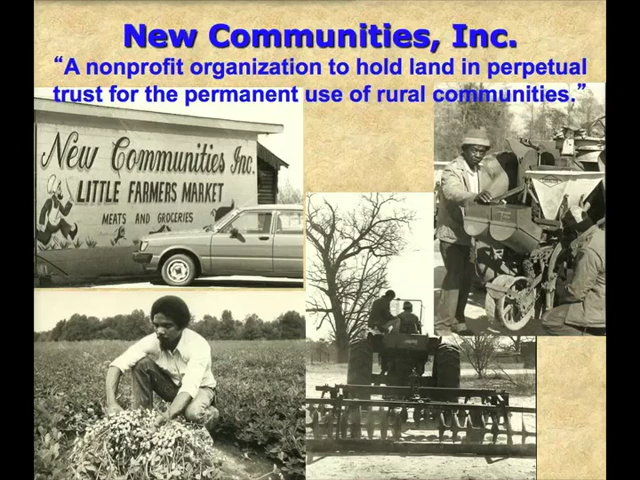 New Communities, Inc.
“A nonprofit organization to hold land in perpetual
trust for the permanent use of rural communities.”
New Communities Inc.
LITTLE FARMERS MARKET
MEATS AND GROCERIES